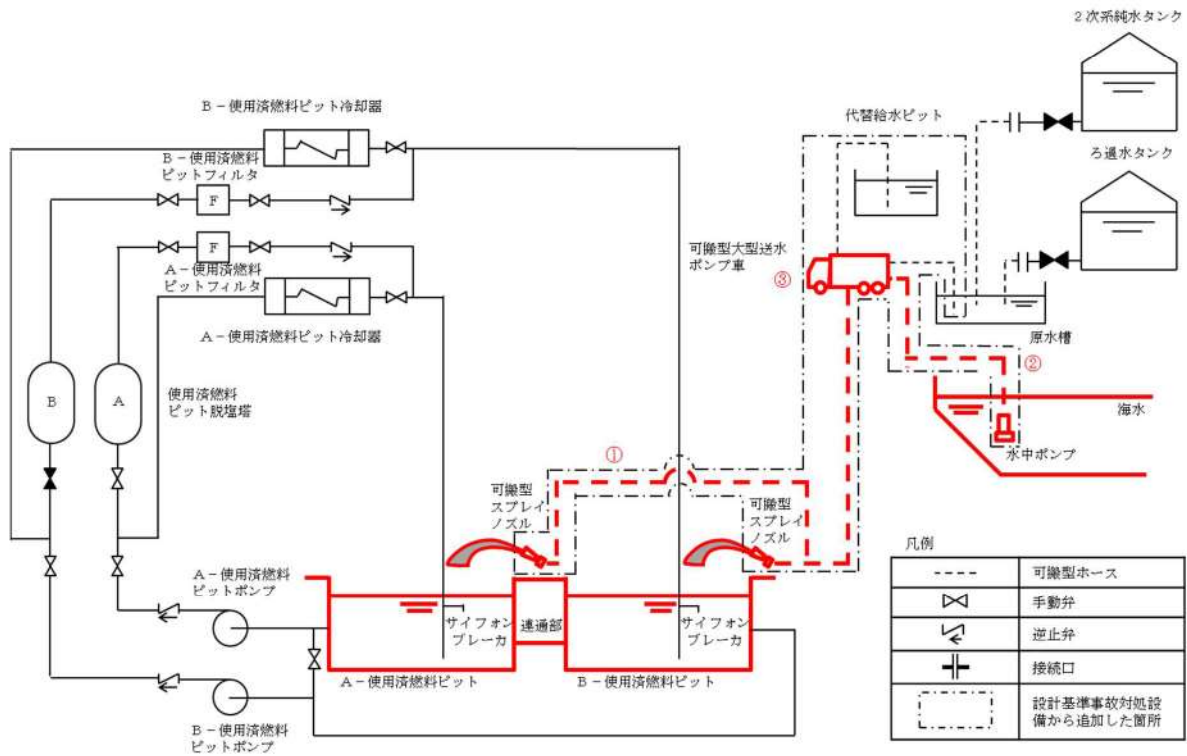 2次系純水タンク
B-使用済燃料ピット冷却器
代替給水ピット
B-使用済燃料
ピットフィルタ
F
ろ過水タンク
F
A-使用済燃料
ピットフィルタ
可搬型大型送水
ポンプ車
③
A-使用済燃料ピット冷却器
原水槽
②
B
A
使用済燃料
ピット脱塩塔
海水
水中ポンプ
①
可搬型
スプレイ
ノズル
可搬型
スプレイ
ノズル
A-使用済燃料
ピットポンプ
サイフォン
ブレーカ
連通部
サイフォン
ブレーカ
A-使用済燃料ピット
B-使用済燃料ピット
B-使用済燃料
ピットポンプ
凡例
可搬型ホース
手動弁
逆止弁
接続口
設計基準事故対処設
備から追加した箇所